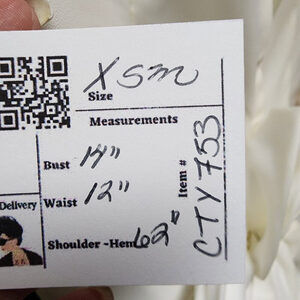 XSM
Size
Measurements
Bust 14"
Waist 12"
Shoulder -Hem 62"
Item # CTY753
Delivery